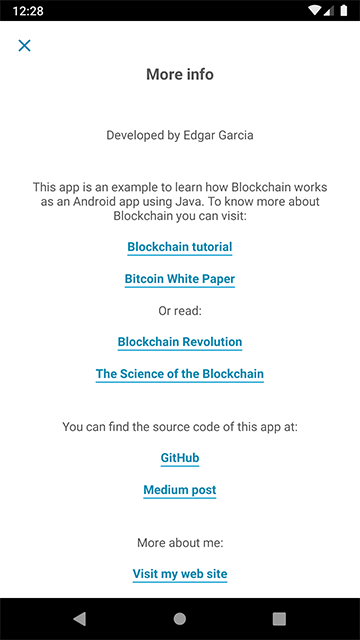 12:28
More info
Developed by Edgar Garcia
This app is an example to learn how Blockchain works
as an Android app using Java. To know more about
Blockchain you can visit:
Blockchain tutorial
Bitcoin White Paper
Or read:
Blockchain Revolution
The Science of the Blockchain
You can find the source code of this app at:
GitHub
Medium post
More about me:
Visit my web site